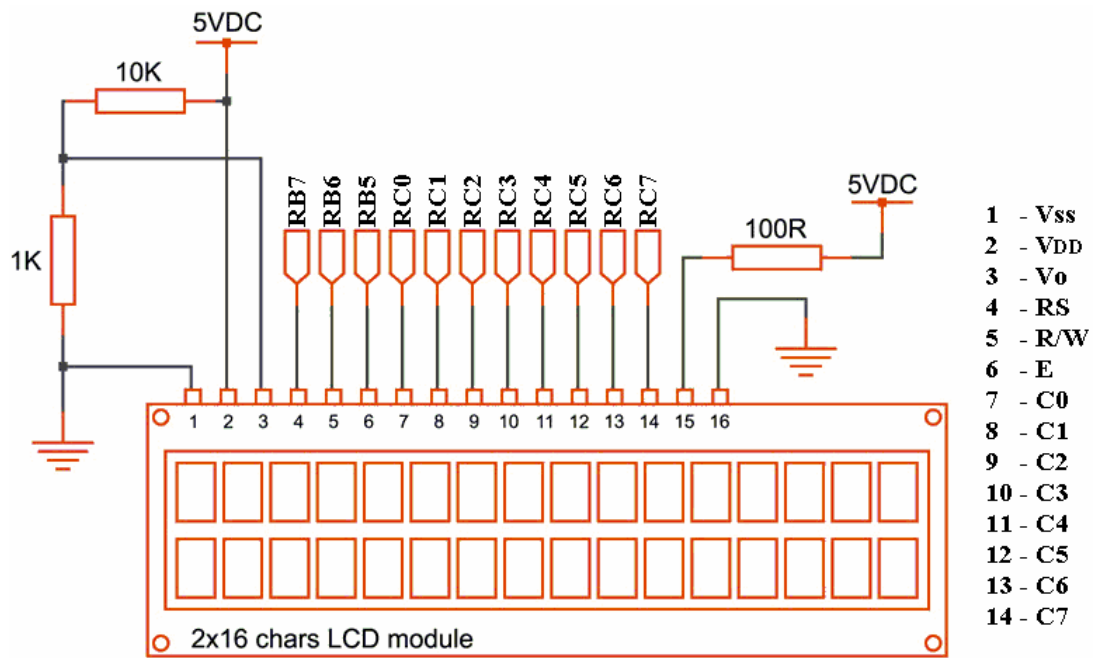 5VDC
10K
1K
RB7
RB6
RB5
RC0
RC1
RC2
RC3
RC4
RC5
RC6
RC7
5VDC
100R
1 2 3 4 5 6 7 8 9 10 11 12 13 14 15 16
2x16 chars LCD module
1 - Vss
2 - VDD
3 - Vo
4 - RS
5 - R/W
6 - E
7 - C0
8 - C1
9 - C2
10 - C3
11 - C4
12 - C5
13 - C6
14 - C7